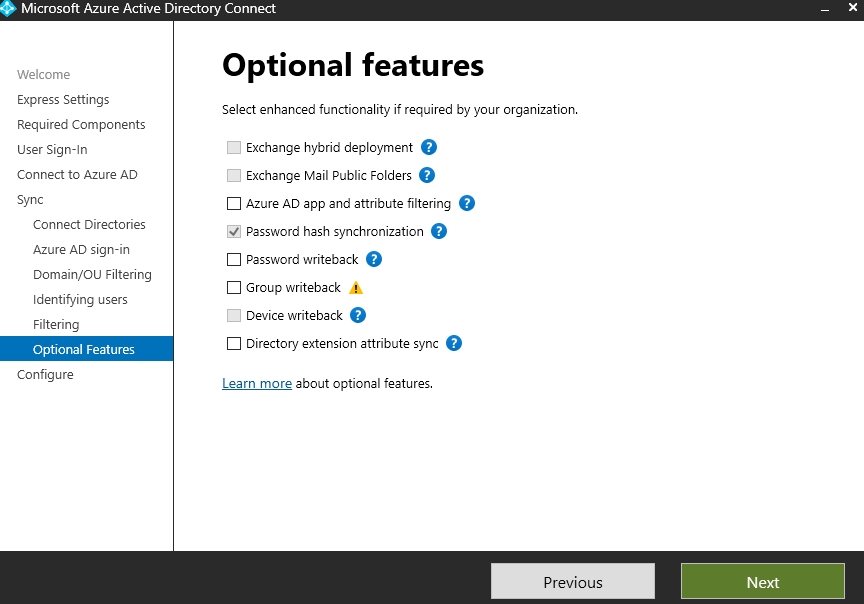 Microsoft Azure Active Directory Connect
Welcome
Express Settings
Required Components
User Sign-In
Connect to Azure AD
Sync
Connect Directories
Azure AD sign-in
Domain/OU Filtering
Identifying users
Filtering
Optional Features
Configure
Optional features
Select enhanced functionality if required by your organization.
Exchange hybrid deployment ?
Exchange Mail Public Folders ?
Azure AD app and attribute filtering ?
Password hash synchronization ?
Password writeback ?
Group writeback !
Device writeback ?
Directory extension attribute sync ?
Learn more about optional features.
Previous
Next